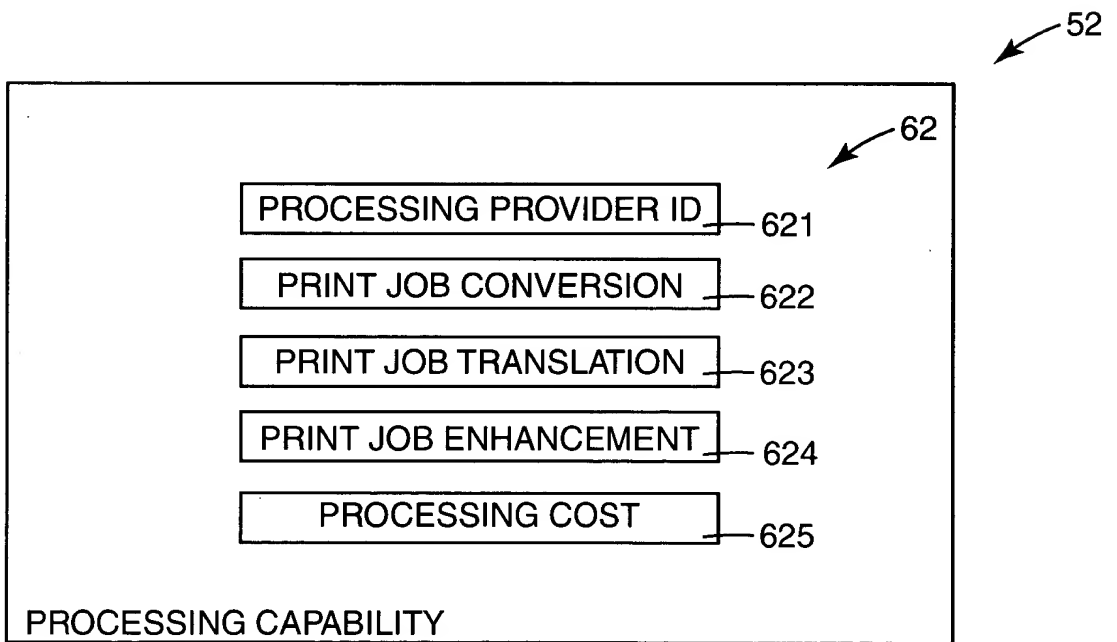 52
62
PROCESSING PROVIDER ID
621
PRINT JOB CONVERSION
622
PRINT JOB TRANSLATION
623
PRINT JOB ENHANCEMENT
624
PROCESSING COST
625
PROCESSING CAPABILITY